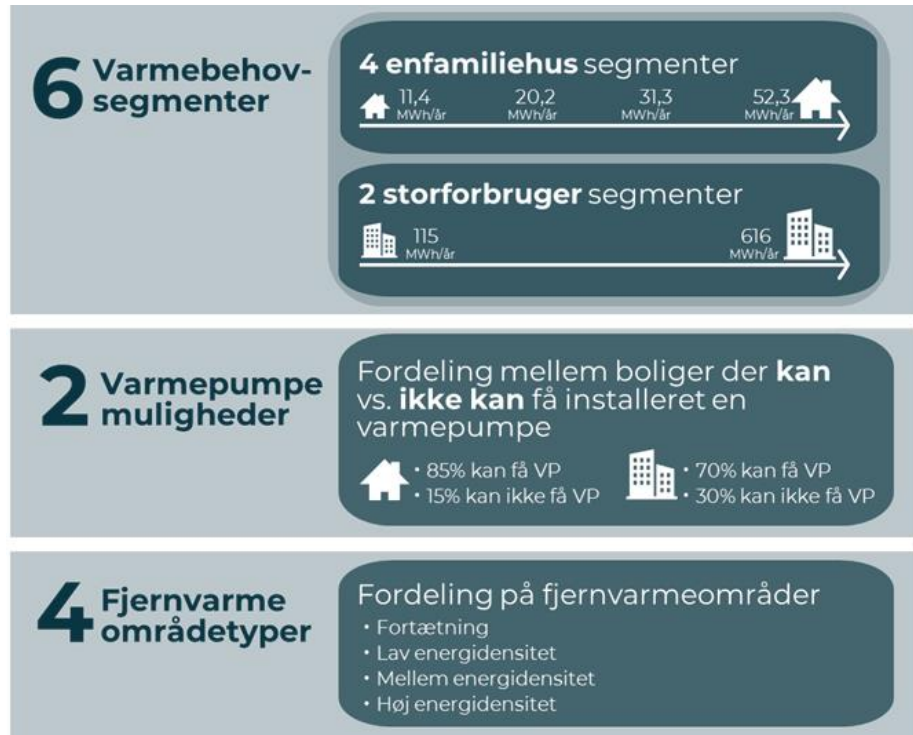 6 Varmebehov-
segmenter
4 enfamiliehus segmenter
11,4 20,2 31,3 52,3
MWh/år MWh/år MWh/år MWh/år
2 storforbruger segmenter
115 616
MWh/år MWh/år
2 Varmepumpe
muligheder
Fordeling mellem boliger der kan
vs. ikke kan få installeret en
varmepumpe
• 85% kan få VP
• 15% kan ikke få VP
• 70% kan få VP
• 30% kan ikke få VP
4 Fjernvarme
områdetyper
Fordeling på fjernvarmeområder
• Fortætning
• Lav energidensitet
• Mellem energidensitet
• Høj energidensitet